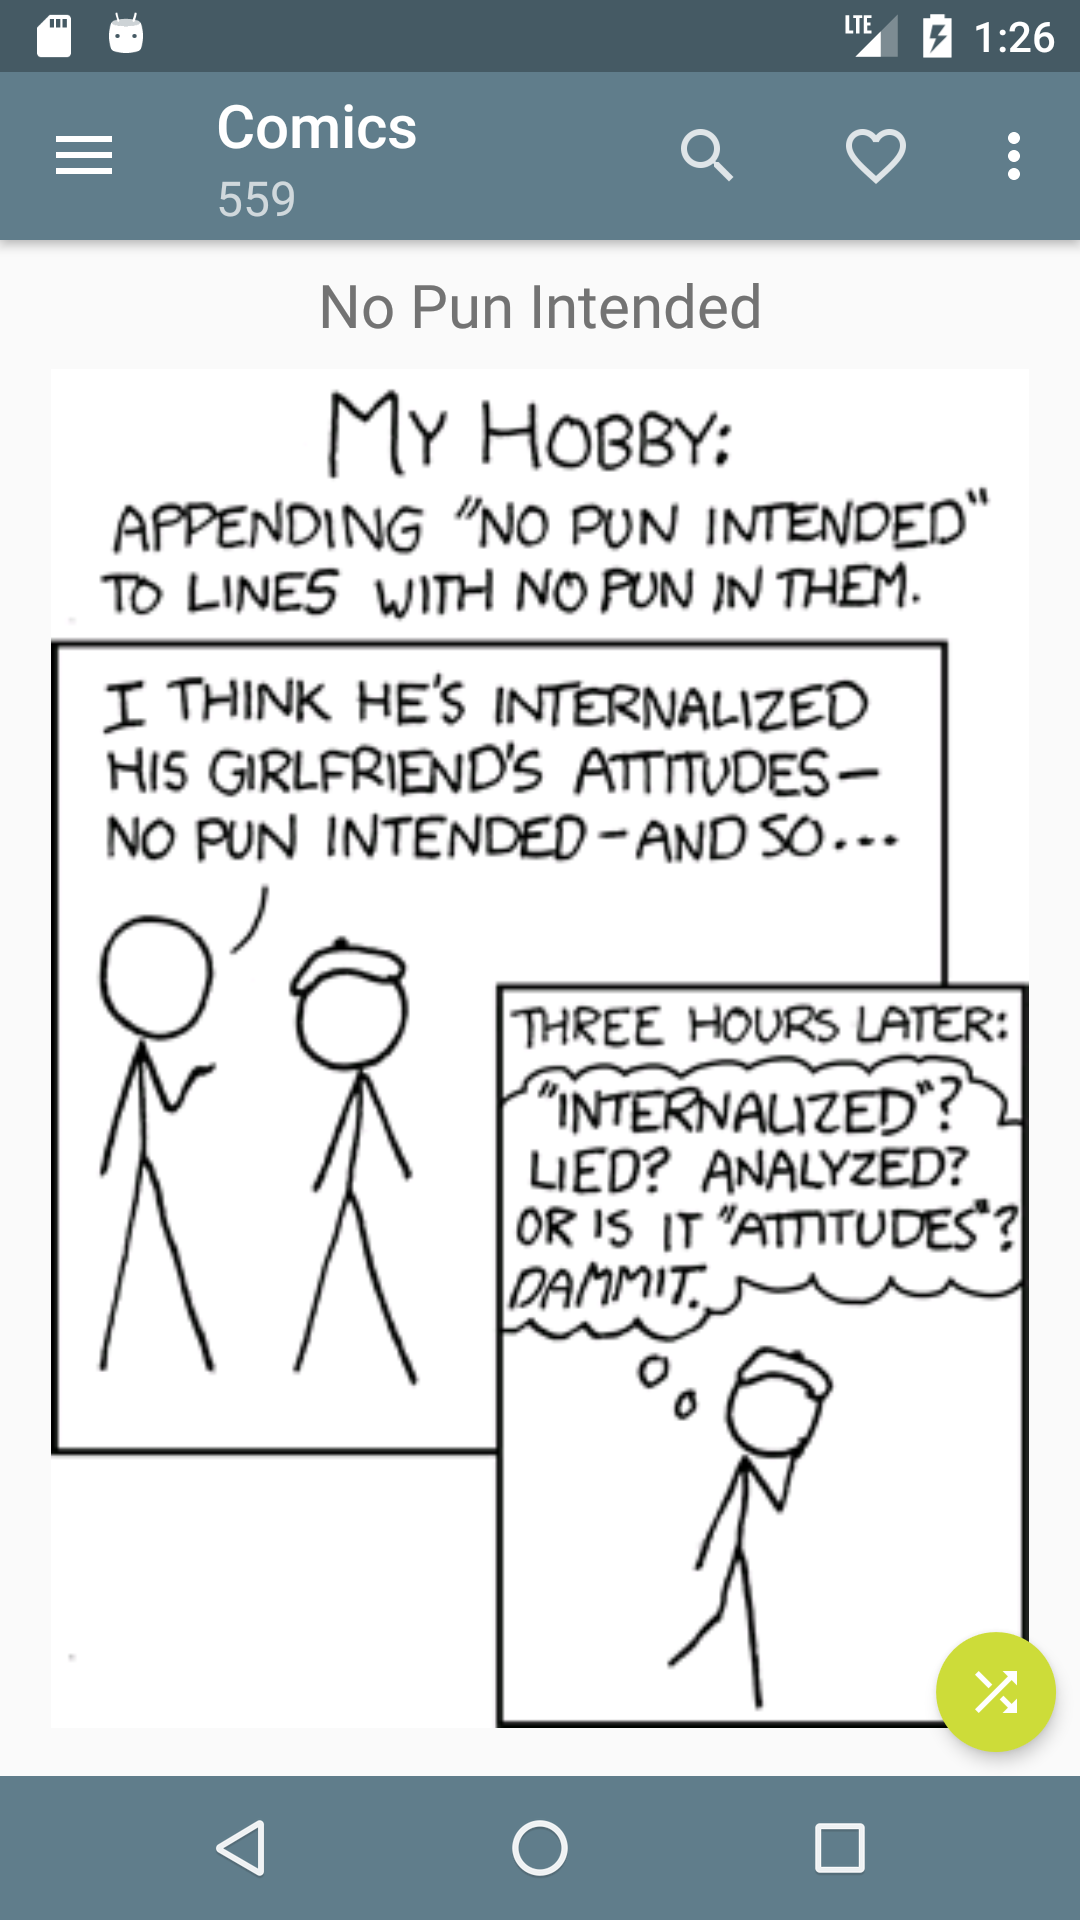 LTE 1:26
Comics
559
No Pun Intended
MY HOBBY:
APPENDING "NO PUN INTENDED"
TO LINES WITH NO PUN IN THEM.
I THINK HE'S INTERNALIZED
HIS GIRLFRIEND'S ATTITUDES—
NO PUN INTENDED—AND SO...
THREE HOURS LATER:
"INTERNALIZED"?
LIED? ANALYZED?
OR IS IT "ATTITUDES"?
DAMMIT.